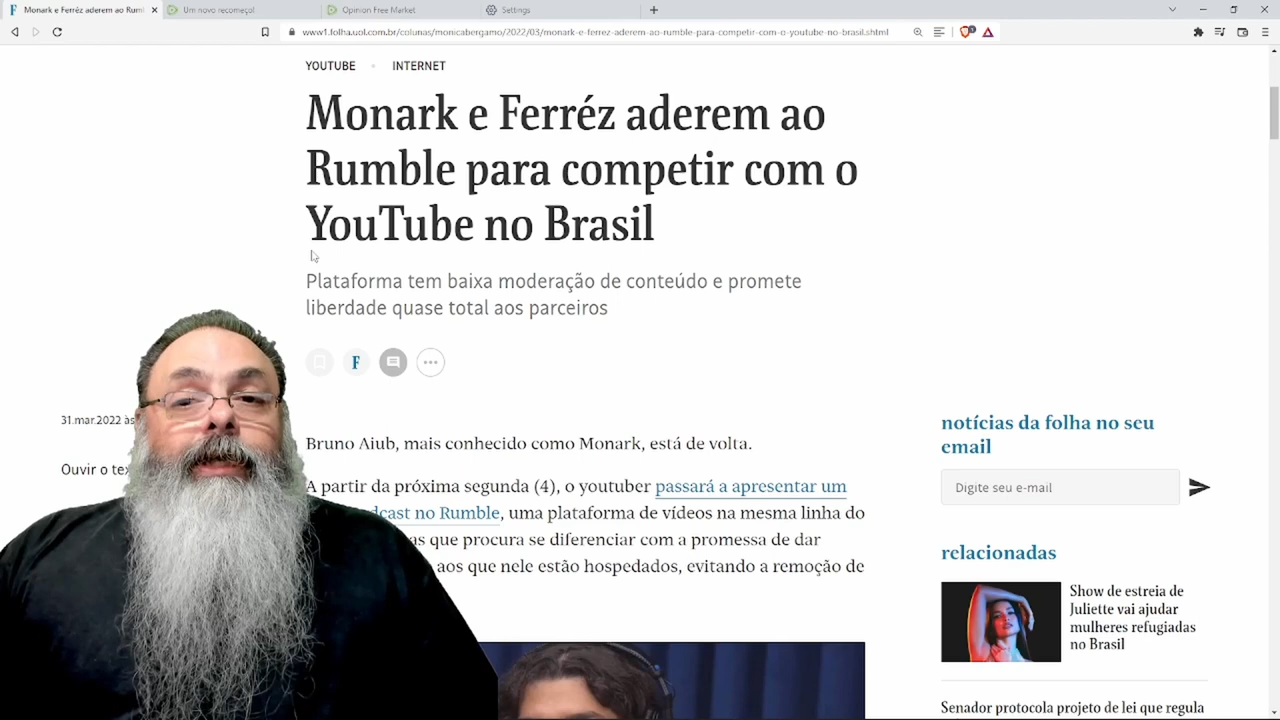 Monark e Ferréz aderem ao Rumbl
Um novo recomeço!
Opinion Free Market
Settings
www1.folha.uol.com.br/colunas/monicabergamo/2022/03/monark-e-ferrez-aderem-ao-rumble-para-competir-com-o-youtube-no-brasil.shtml
YOUTUBE
INTERNET
Monark e Ferréz aderem ao
Rumble para competir com o
YouTube no Brasil
Plataforma tem baixa moderação de conteúdo e promete
liberdade quase total aos parceiros
F
31.mar.2022 às
Ouvir o te
Bruno Aiub, mais conhecido como Monark, está de volta.
A partir da próxima segunda (4), o youtuber passará a apresentar um
dcast no Rumble, uma plataforma de vídeos na mesma linha do
as que procura se diferenciar com a promessa de dar
aos que nele estão hospedados, evitando a remoção de
notícias da folha no seu
email
Digite seu e-mail
relacionadas
Show de estreia de
Juliette vai ajudar
mulheres refugiadas
no Brasil
Senador protocola projeto de lei que regula